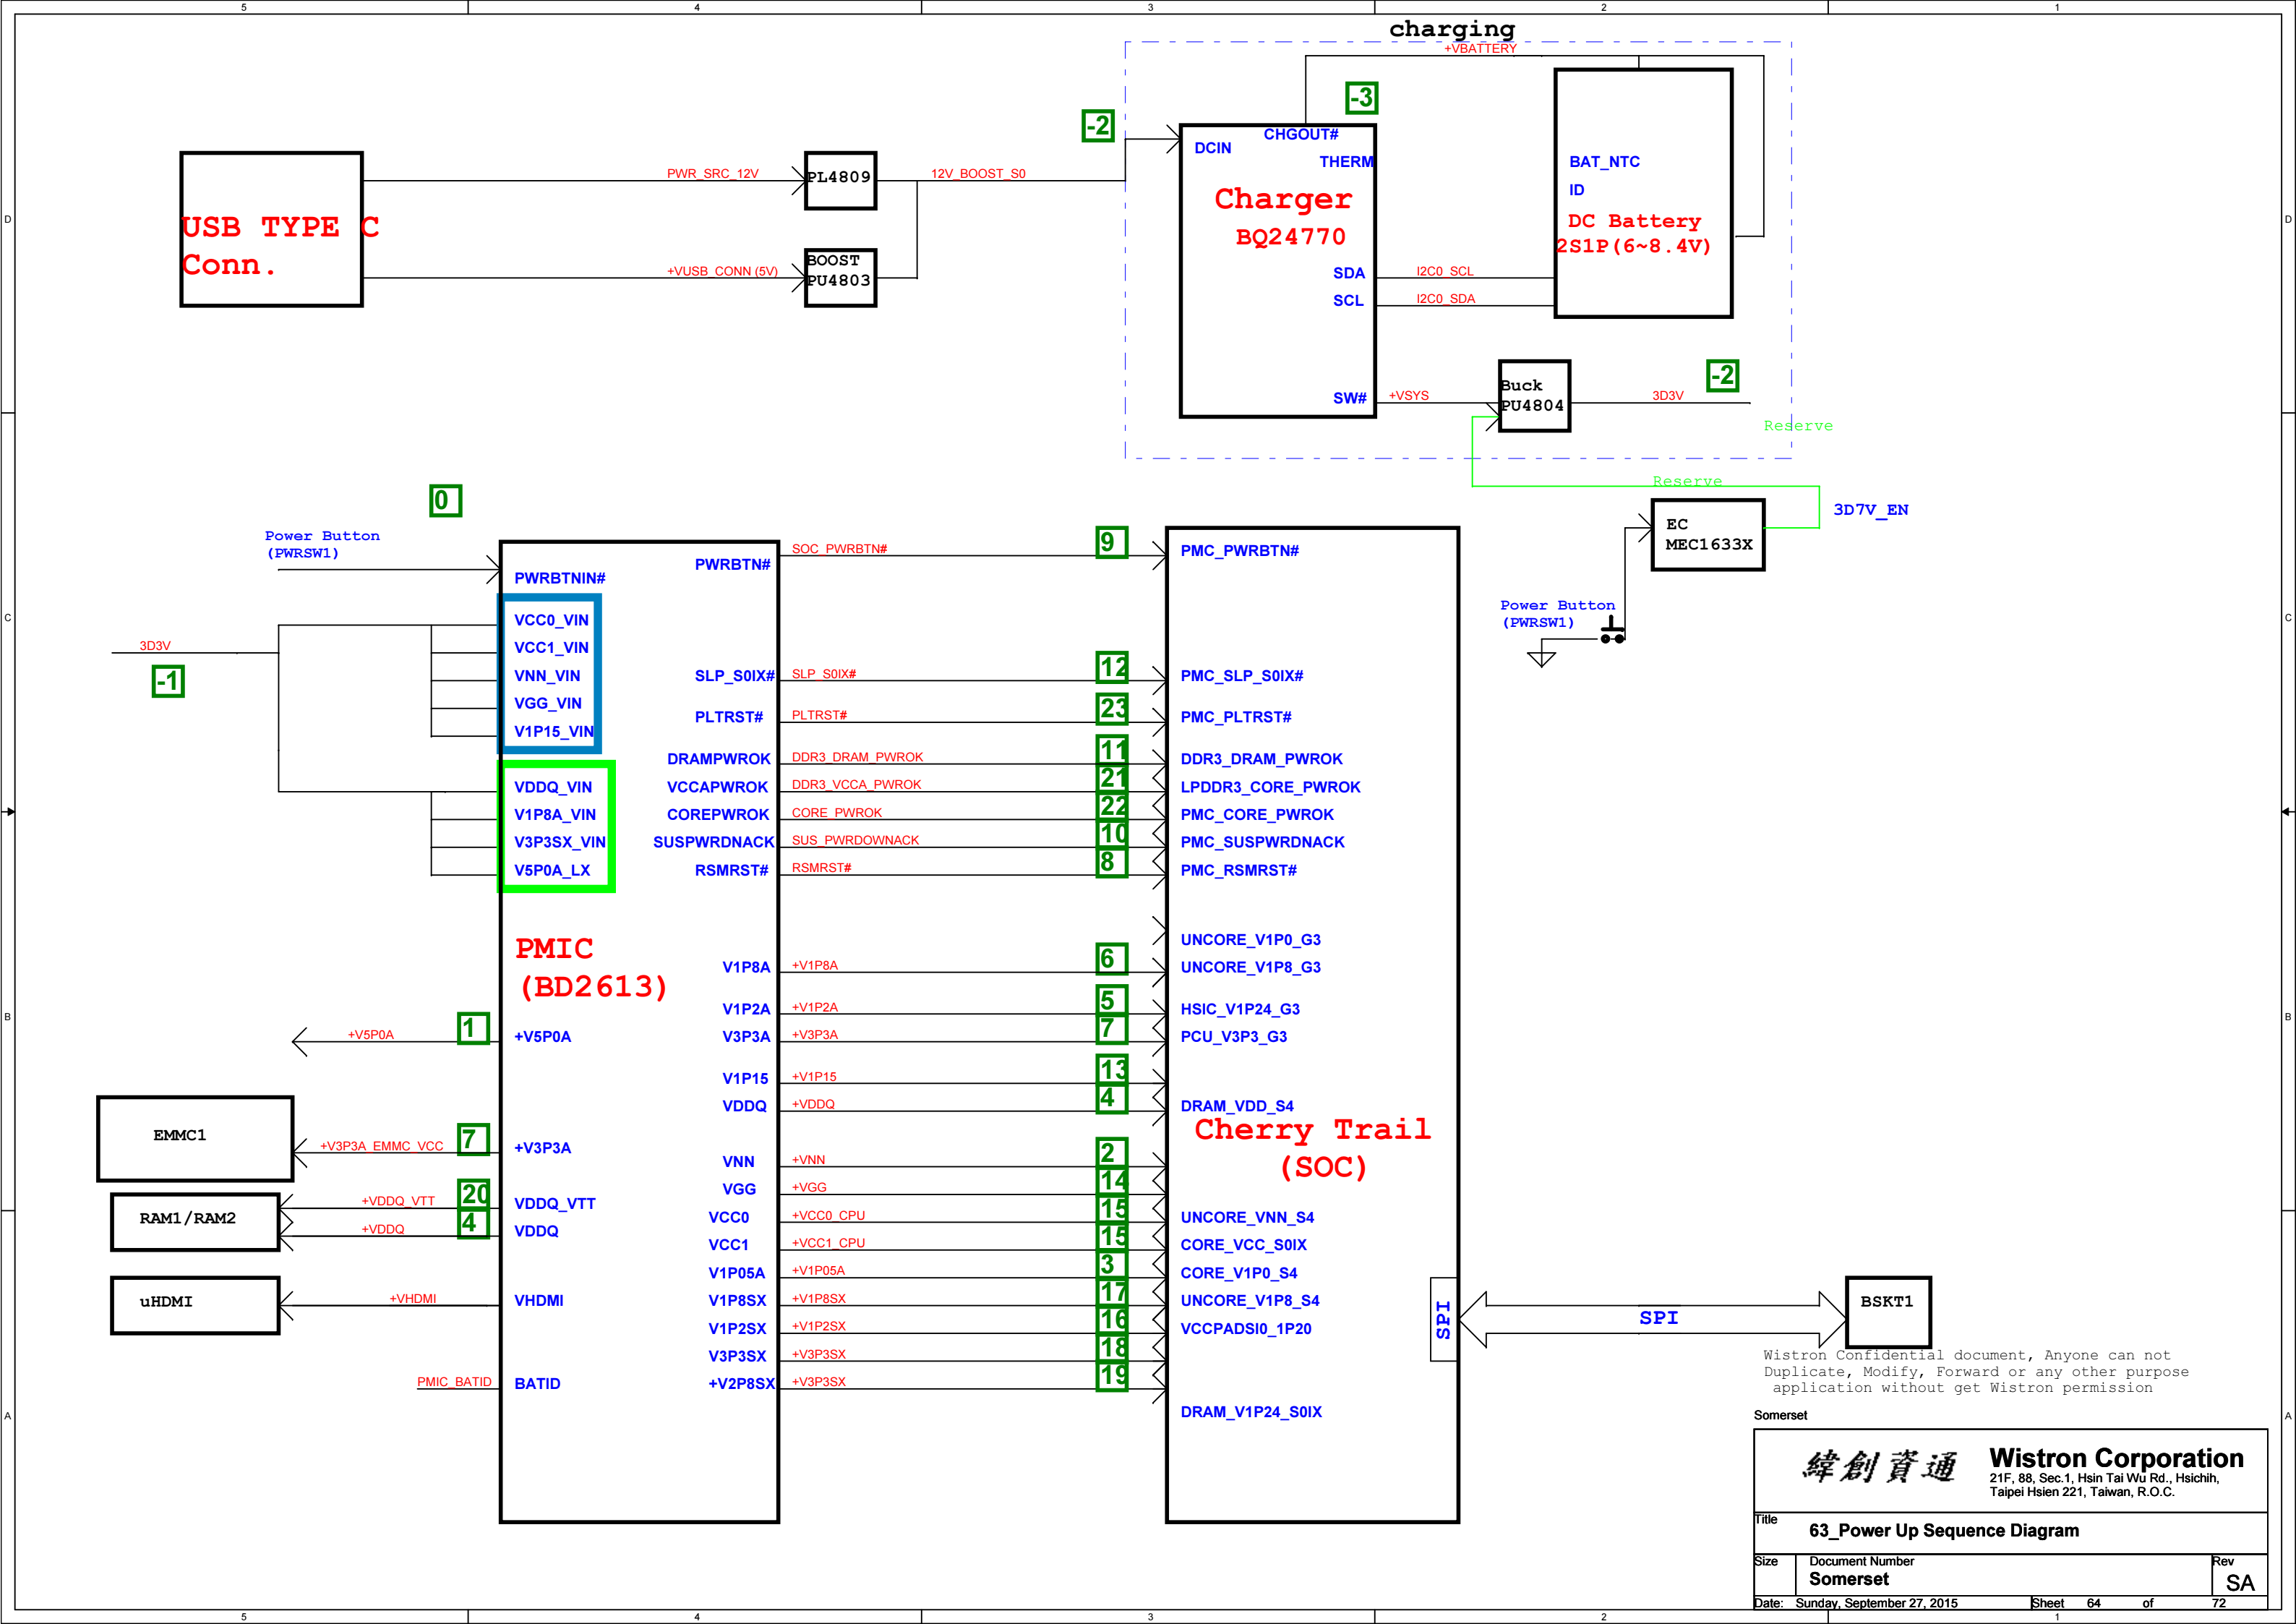 5
4
3
2
1
charging
+VBATTERY
-3
-2
CHGOUT#
DCIN
THERM
BAT_NTC
ID
PWR_SRC_12V
PL4809
12V_BOOST_S0
Charger
BQ24770
DC Battery
2S1P(6~8.4V)
D
D
USB TYPE C
Conn.
+VUSB_CONN (5V)
BOOST
PU4803
SDA
I2C0_SCL
SCL
I2C0_SDA
SW#
+VSYS
Buck
PU4804
3D3V
-2
Reserve
Reserve
EC
MEC1633X
3D7V_EN
Power Button
(PWRSW1)
0
Power Button
(PWRSW1)
PWRBTNIN#
PWRBTN#
SOC_PWRBTN#
9
PMC_PWRBTN#
C
C
3D3V
-1
VCC0_VIN
VCC1_VIN
VNN_VIN
VGG_VIN
V1P15_VIN
SLP_S0IX#
SLP_S0IX#
12
PMC_SLP_S0IX#
PLTRST#
PLTRST#
23
PMC_PLTRST#
DRAMPWROK
DDR3_DRAM_PWROK
11
DDR3_DRAM_PWROK
VDDQ_VIN
VCCAPWROK
DDR3_VCCA_PWROK
21
LPDDR3_CORE_PWROK
V1P8A_VIN
COREPWROK
CORE_PWROK
22
PMC_CORE_PWROK
V3P3SX_VIN
SUSPWRDNACK
SUS_PWRDOWNACK
10
PMC_SUSPWRDNACK
V5P0A_LX
RSMRST#
RSMRST#
8
PMC_RSMRST#
PMIC
(BD2613)
UNCORE_V1P0_G3
V1P8A
+V1P8A
6
UNCORE_V1P8_G3
V1P2A
+V1P2A
5
HSIC_V1P24_G3
B
B
+V5P0A
1
+V5P0A
V3P3A
+V3P3A
7
PCU_V3P3_G3
V1P15
+V1P15
13
VDDQ
+VDDQ
4
DRAM_VDD_S4
Cherry Trail
(SOC)
EMMC1
+V3P3A_EMMC_VCC
7
+V3P3A
VNN
+VNN
2
VGG
+VGG
14
RAM1/RAM2
+VDDQ_VTT
20
VDDQ_VTT
+VDDQ
4
VDDQ
VCC0
+VCC0_CPU
15
UNCORE_VNN_S4
VCC1
+VCC1_CPU
15
CORE_VCC_S0IX
V1P05A
+V1P05A
3
CORE_V1P0_S4
uHDMI
+VHDMI
VHDMI
V1P8SX
+V1P8SX
17
UNCORE_V1P8_S4
V1P2SX
+V1P2SX
16
VCCPADSI0_1P20
V3P3SX
+V3P3SX
18
PMIC_BATID
BATID
+V2P8SX
+V3P3SX
19
DRAM_V1P24_S0IX
SPI
SPI
BSKT1
Wistron Confidential document, Anyone can not
Duplicate, Modify, Forward or any other purpose
application without get Wistron permission
A
A
Somerset
緯創資通
Wistron Corporation
21F, 88, Sec.1, Hsin Tai Wu Rd., Hsichih,
Taipei Hsien 221, Taiwan, R.O.C.
Title
63_Power Up Sequence Diagram
Size
Document Number
Rev
Somerset
SA
Date: Sunday, September 27, 2015
Sheet 64 of 72
5
4
3
2
1